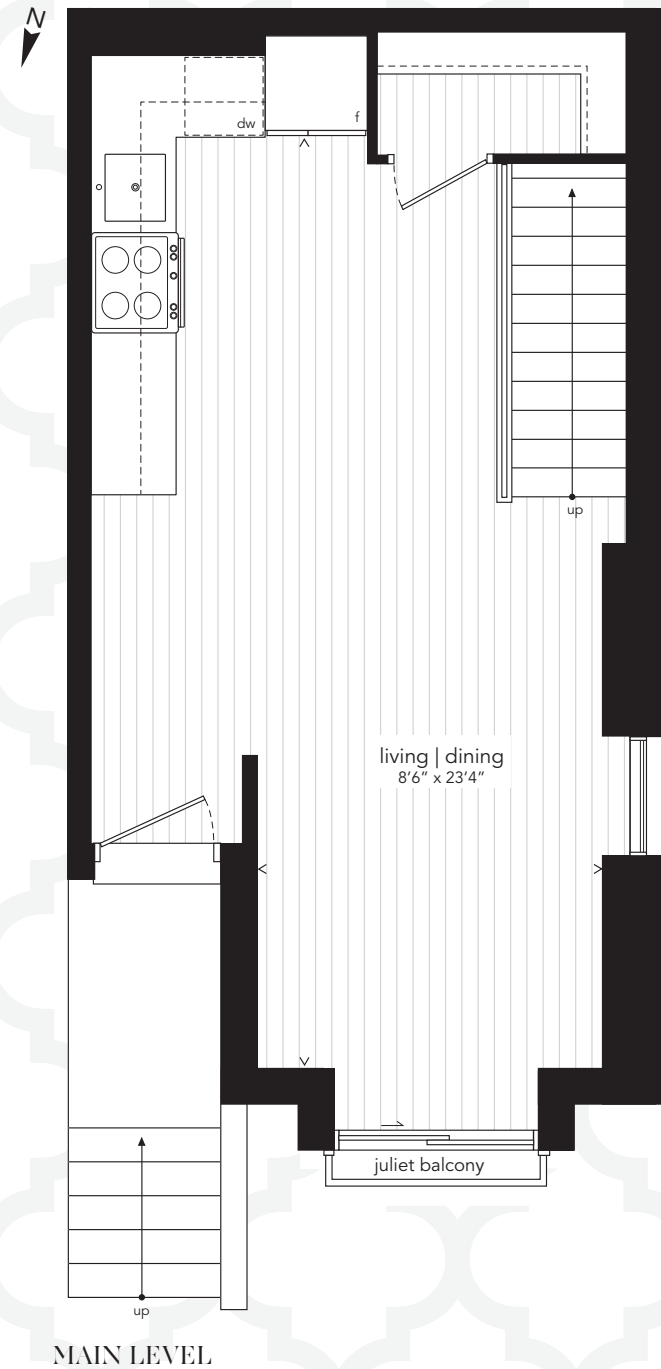 N
dw
f
up
living | dining
8'6" x 23'4"
juliet balcony
up
MAIN LEVEL